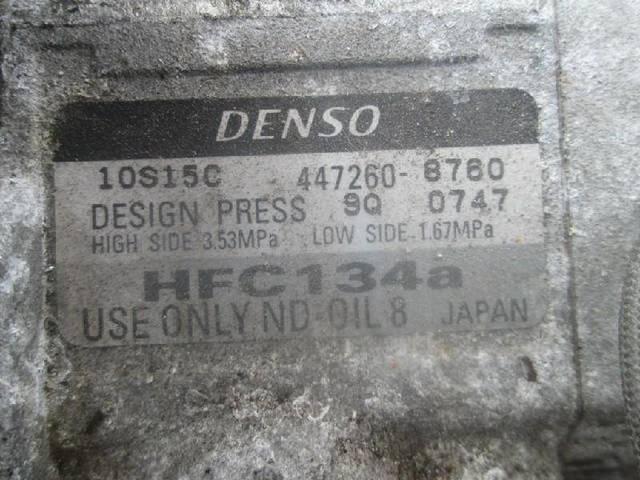 DENSO
10S15C 447260-8780
DESIGN PRESS 9Q 0747
HIGH SIDE 3.53MPa LOW SIDE 1.67MPa
HFC134a
USE ONLY ND-OIL 8 JAPAN